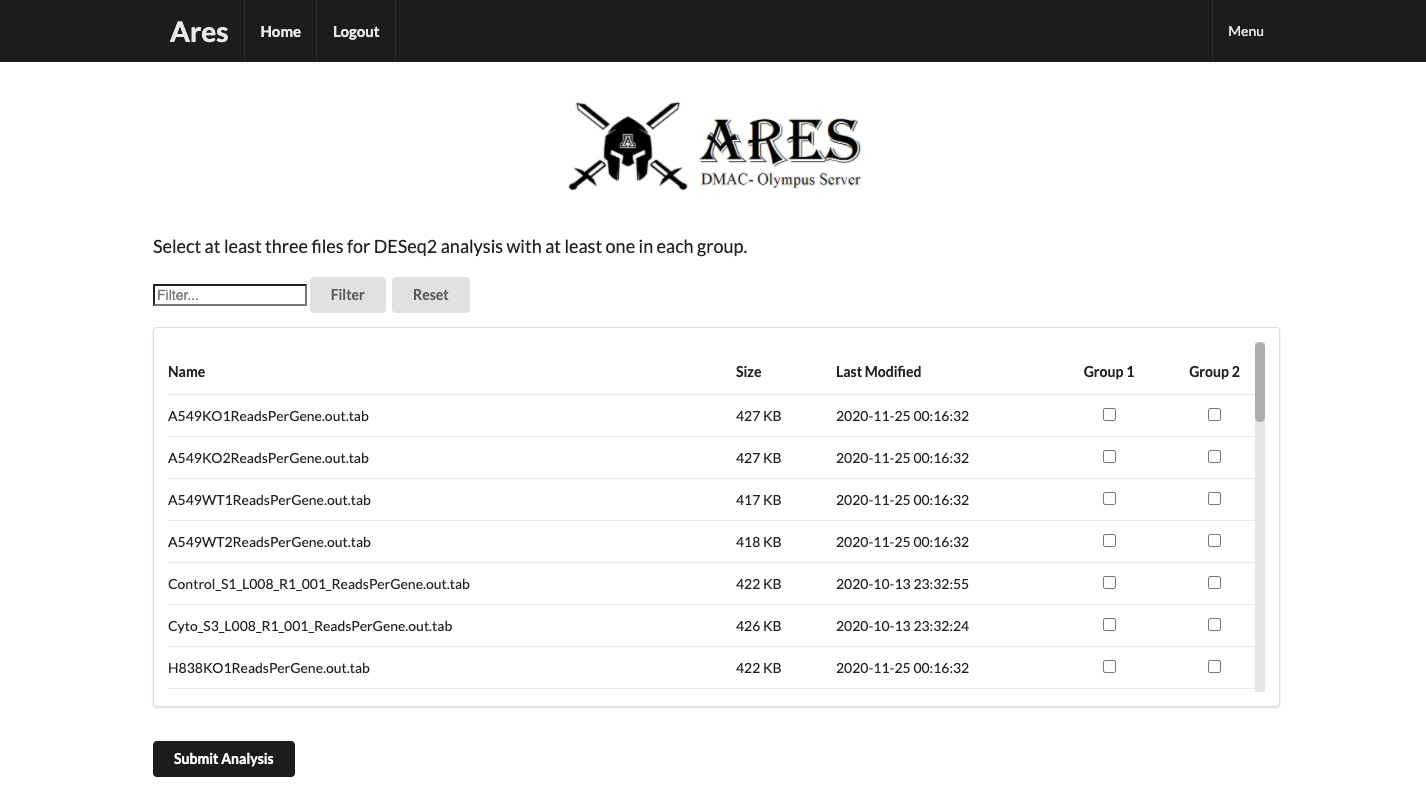 Ares Home Logout Menu
A
ARES
DMAC- Olympus Server
Select at least three files for DESeq2 analysis with at least one in each group.
Filter... Filter Reset
Name Size Last Modified Group 1 Group 2
A549KO1ReadsPerGene.out.tab 427 KB 2020-11-25 00:16:32
A549KO2ReadsPerGene.out.tab 427 KB 2020-11-25 00:16:32
A549WT1ReadsPerGene.out.tab 417 KB 2020-11-25 00:16:32
A549WT2ReadsPerGene.out.tab 418 KB 2020-11-25 00:16:32
Control_S1_L008_R1_001_ReadsPerGene.out.tab 422 KB 2020-10-13 23:32:55
Cyto_S3_L008_R1_001_ReadsPerGene.out.tab 426 KB 2020-10-13 23:32:24
H838KO1ReadsPerGene.out.tab 422 KB 2020-11-25 00:16:32
Submit Analysis